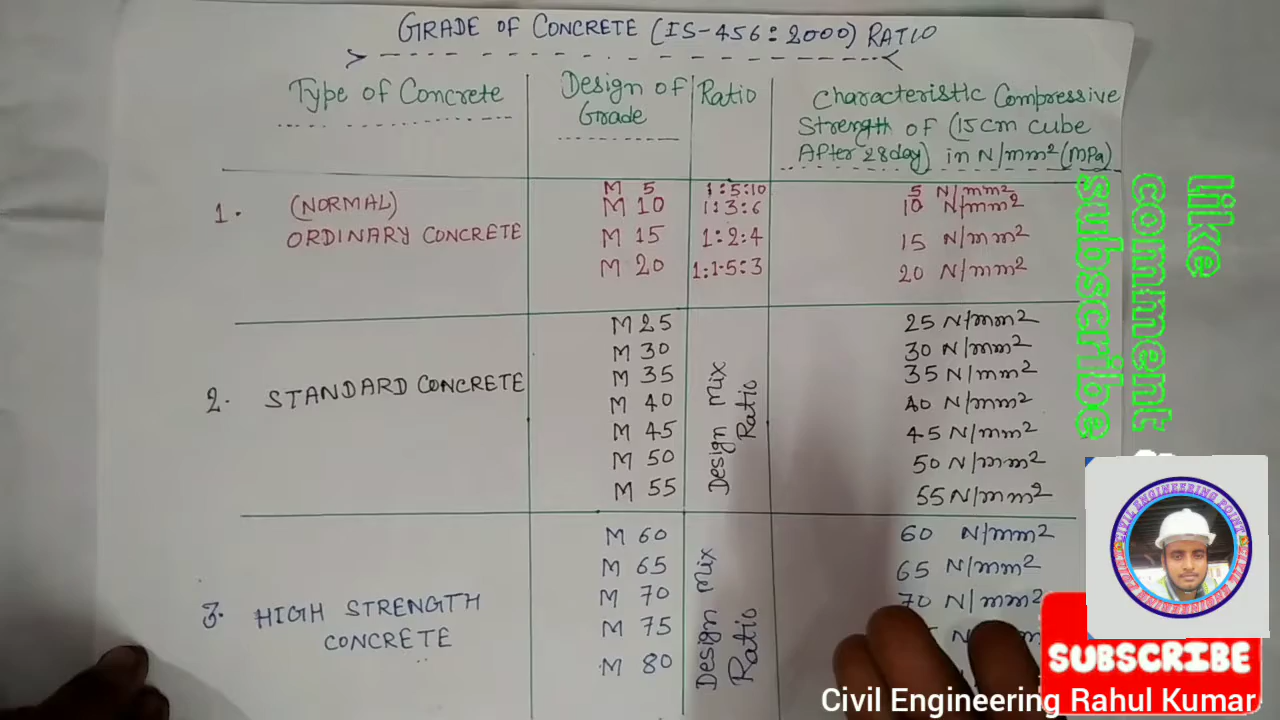 GRADE OF CONCRETE (IS-456:2000) RATIO
Type of Concrete | Design of Grade | Ratio | Characteristic Compressive Strength of (15cm cube After 28day) in N/mm² (MPa)
M 5 1:5:10 5 N/mm²
1. (NORMAL) M 10 1:3:6 10 N/mm²
ORDINARY CONCRETE M 15 1:2:4 15 N/mm²
M 20 1:1·5:3 20 N/mm²
M 25 25 N/mm²
M 30 30 N/mm²
M 35 35 N/mm²
2. STANDARD CONCRETE M 40 40 N/mm²
M 45 45 N/mm²
M 50 50 N/mm²
M 55 55 N/mm²
Design Mix Ratio
M 60 60 N/mm²
M 65 65 N/mm²
3. HIGH STRENGTH M 70 70 N/mm²
CONCRETE M 75 N
M 80
Design Mix Ratio
like
comment
subscribe
CIVIL ENGINEERING POINT
SUBSCRIBE
Civil Engineering Rahul Kumar